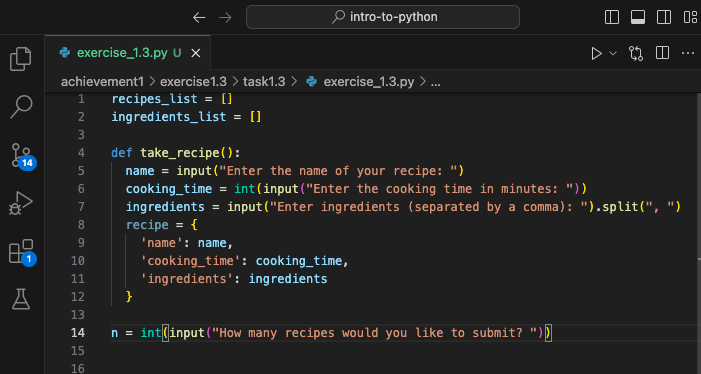 intro-to-python
exercise_1.3.py U
achievement1 > exercise1.3 > task1.3 > exercise_1.3.py > ...
1 recipes_list = []
2 ingredients_list = []
3
4 def take_recipe():
5 name = input("Enter the name of your recipe: ")
6 cooking_time = int(input("Enter the cooking time in minutes: "))
7 ingredients = input("Enter ingredients (separated by a comma): ").split(", ")
8 recipe = {
9 'name': name,
10 'cooking_time': cooking_time,
11 'ingredients': ingredients
12 }
13
14 n = int(input("How many recipes would you like to submit? "))
14
15
1
16